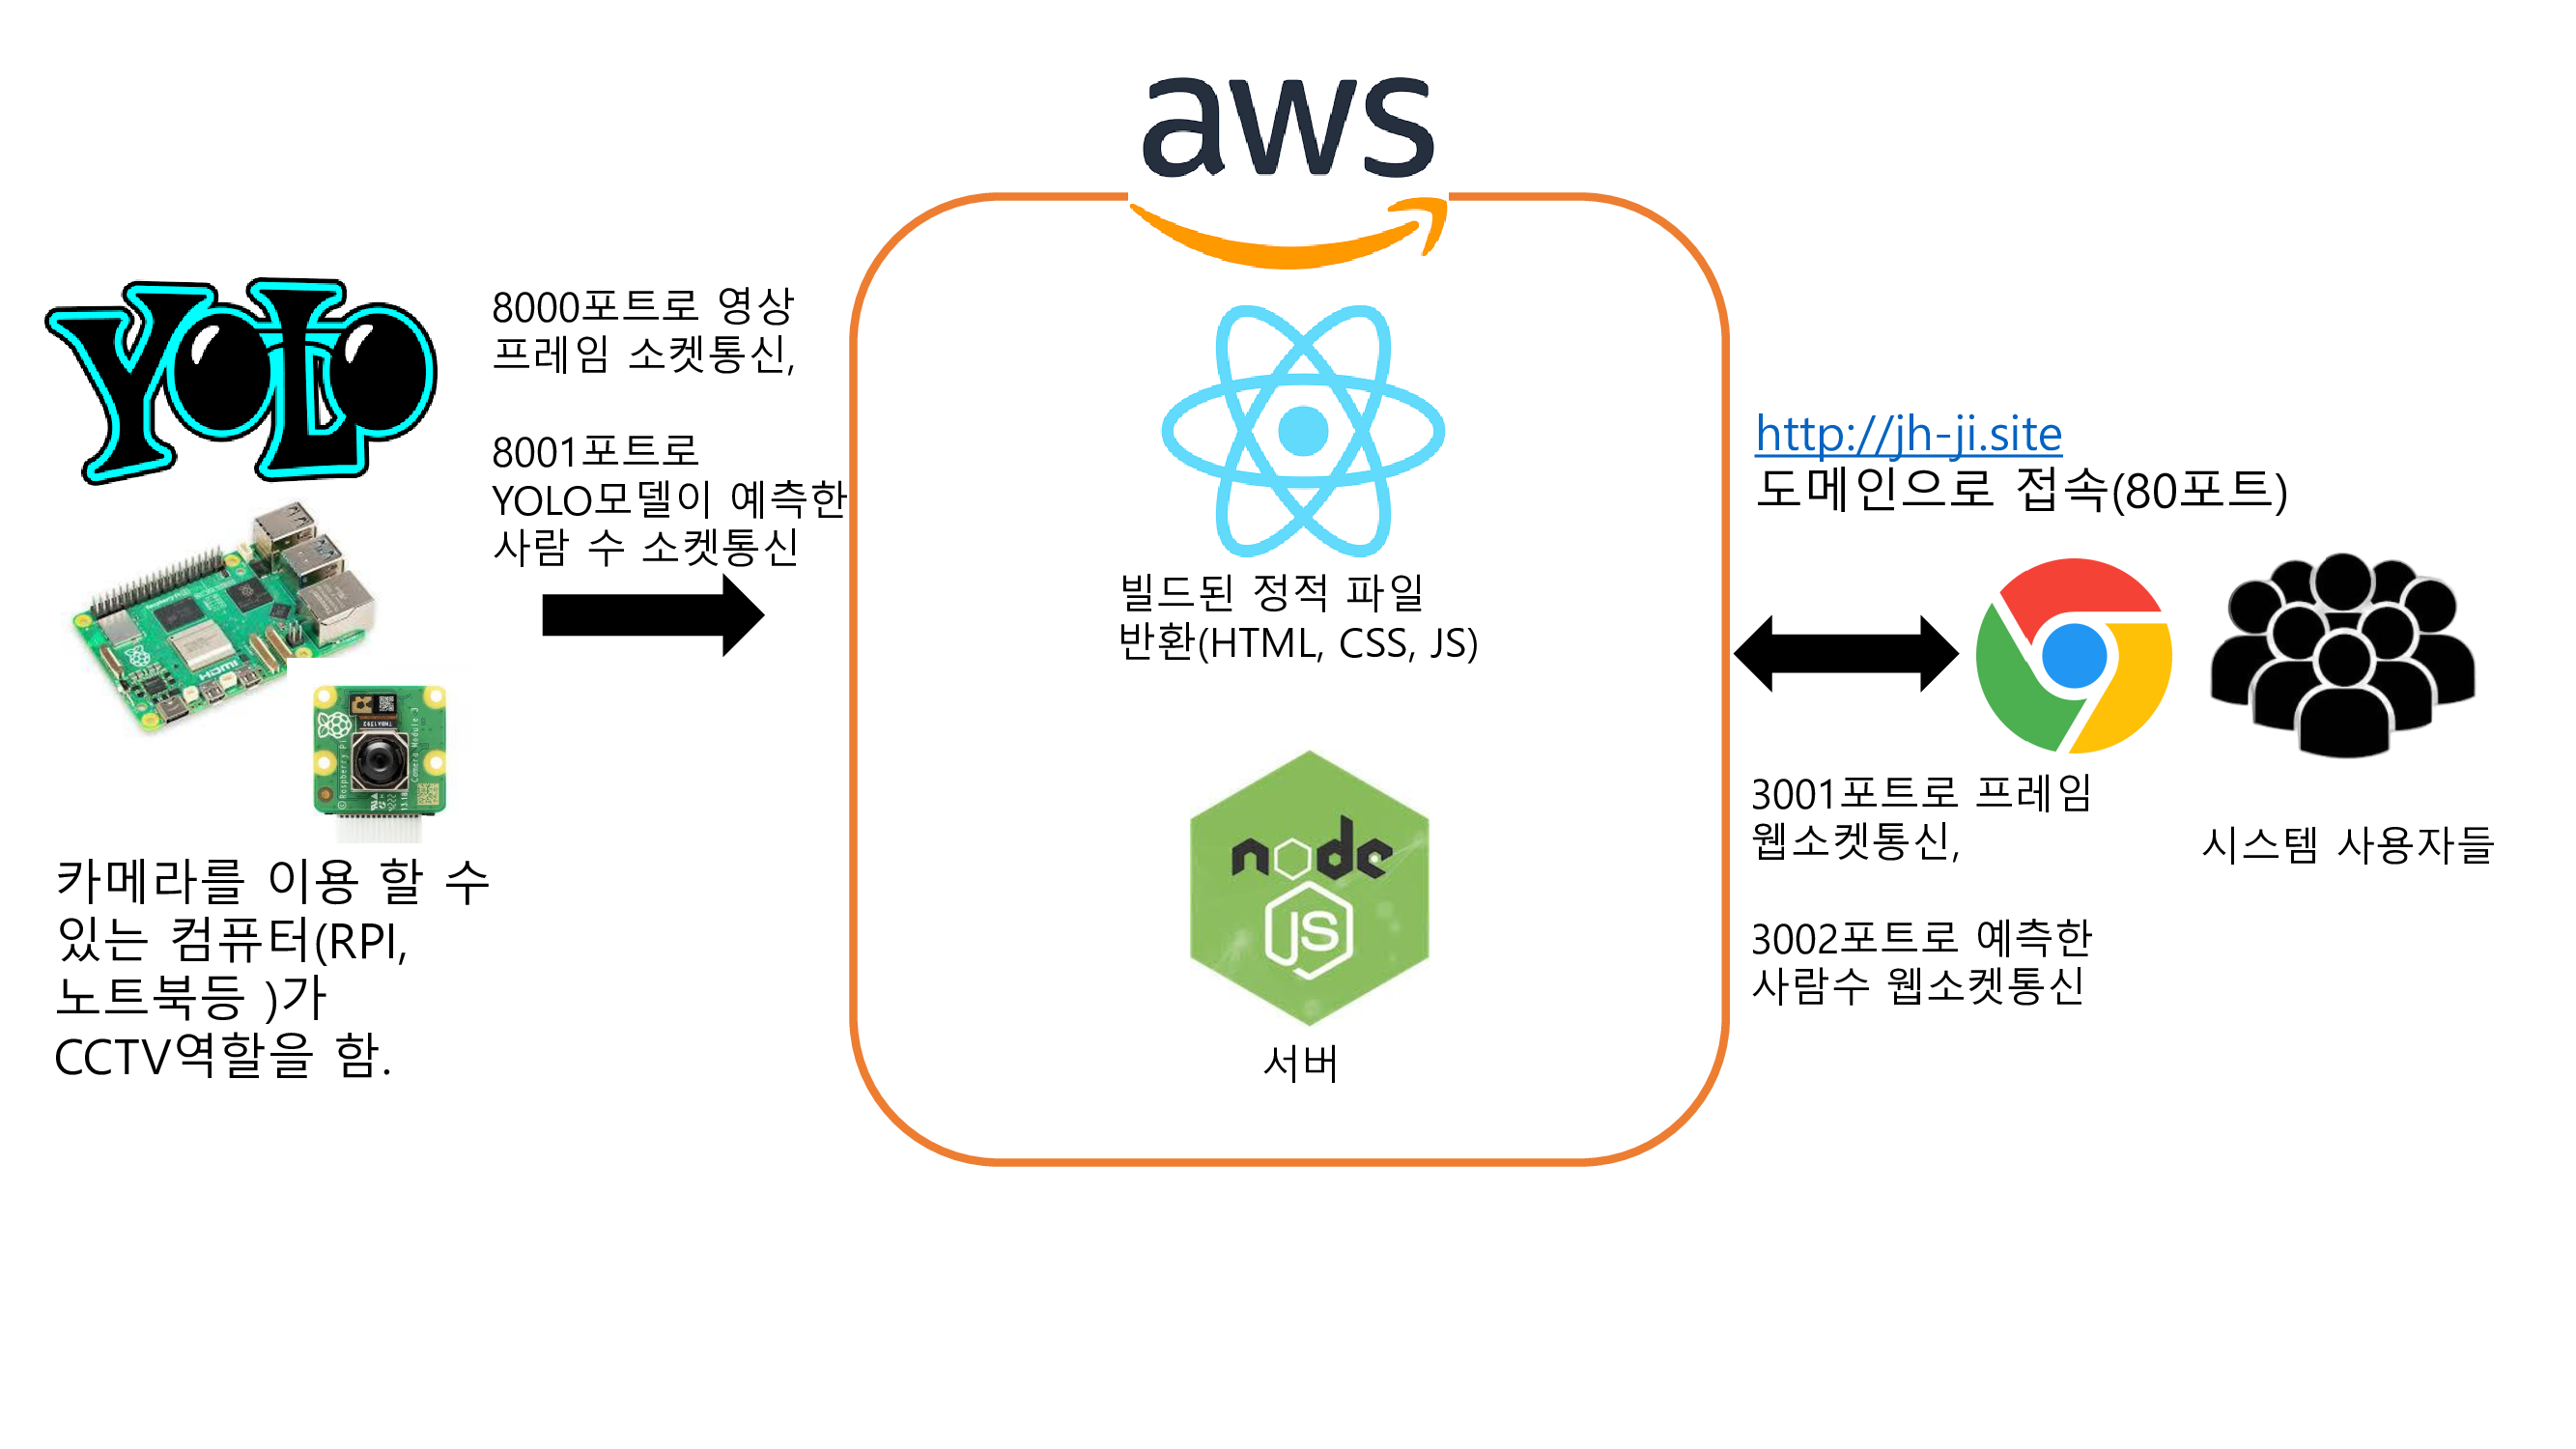 aws
YOLO
8000포트로 영상
프레임 소켓통신,
8001포트로
YOLO모델이 예측한
사람 수 소켓통신
카메라를 이용 할 수
있는 컴퓨터(RPI,
노트북등 )가
CCTV역할을 함.
빌드된 정적 파일
반환(HTML, CSS, JS)
node
JS
서버
http://jh-ji.site
도메인으로 접속(80포트)
3001포트로 프레임
웹소켓통신,
3002포트로 예측한
사람수 웹소켓통신
시스템 사용자들
HDMI
Raspberry Pi
Camera Module 3